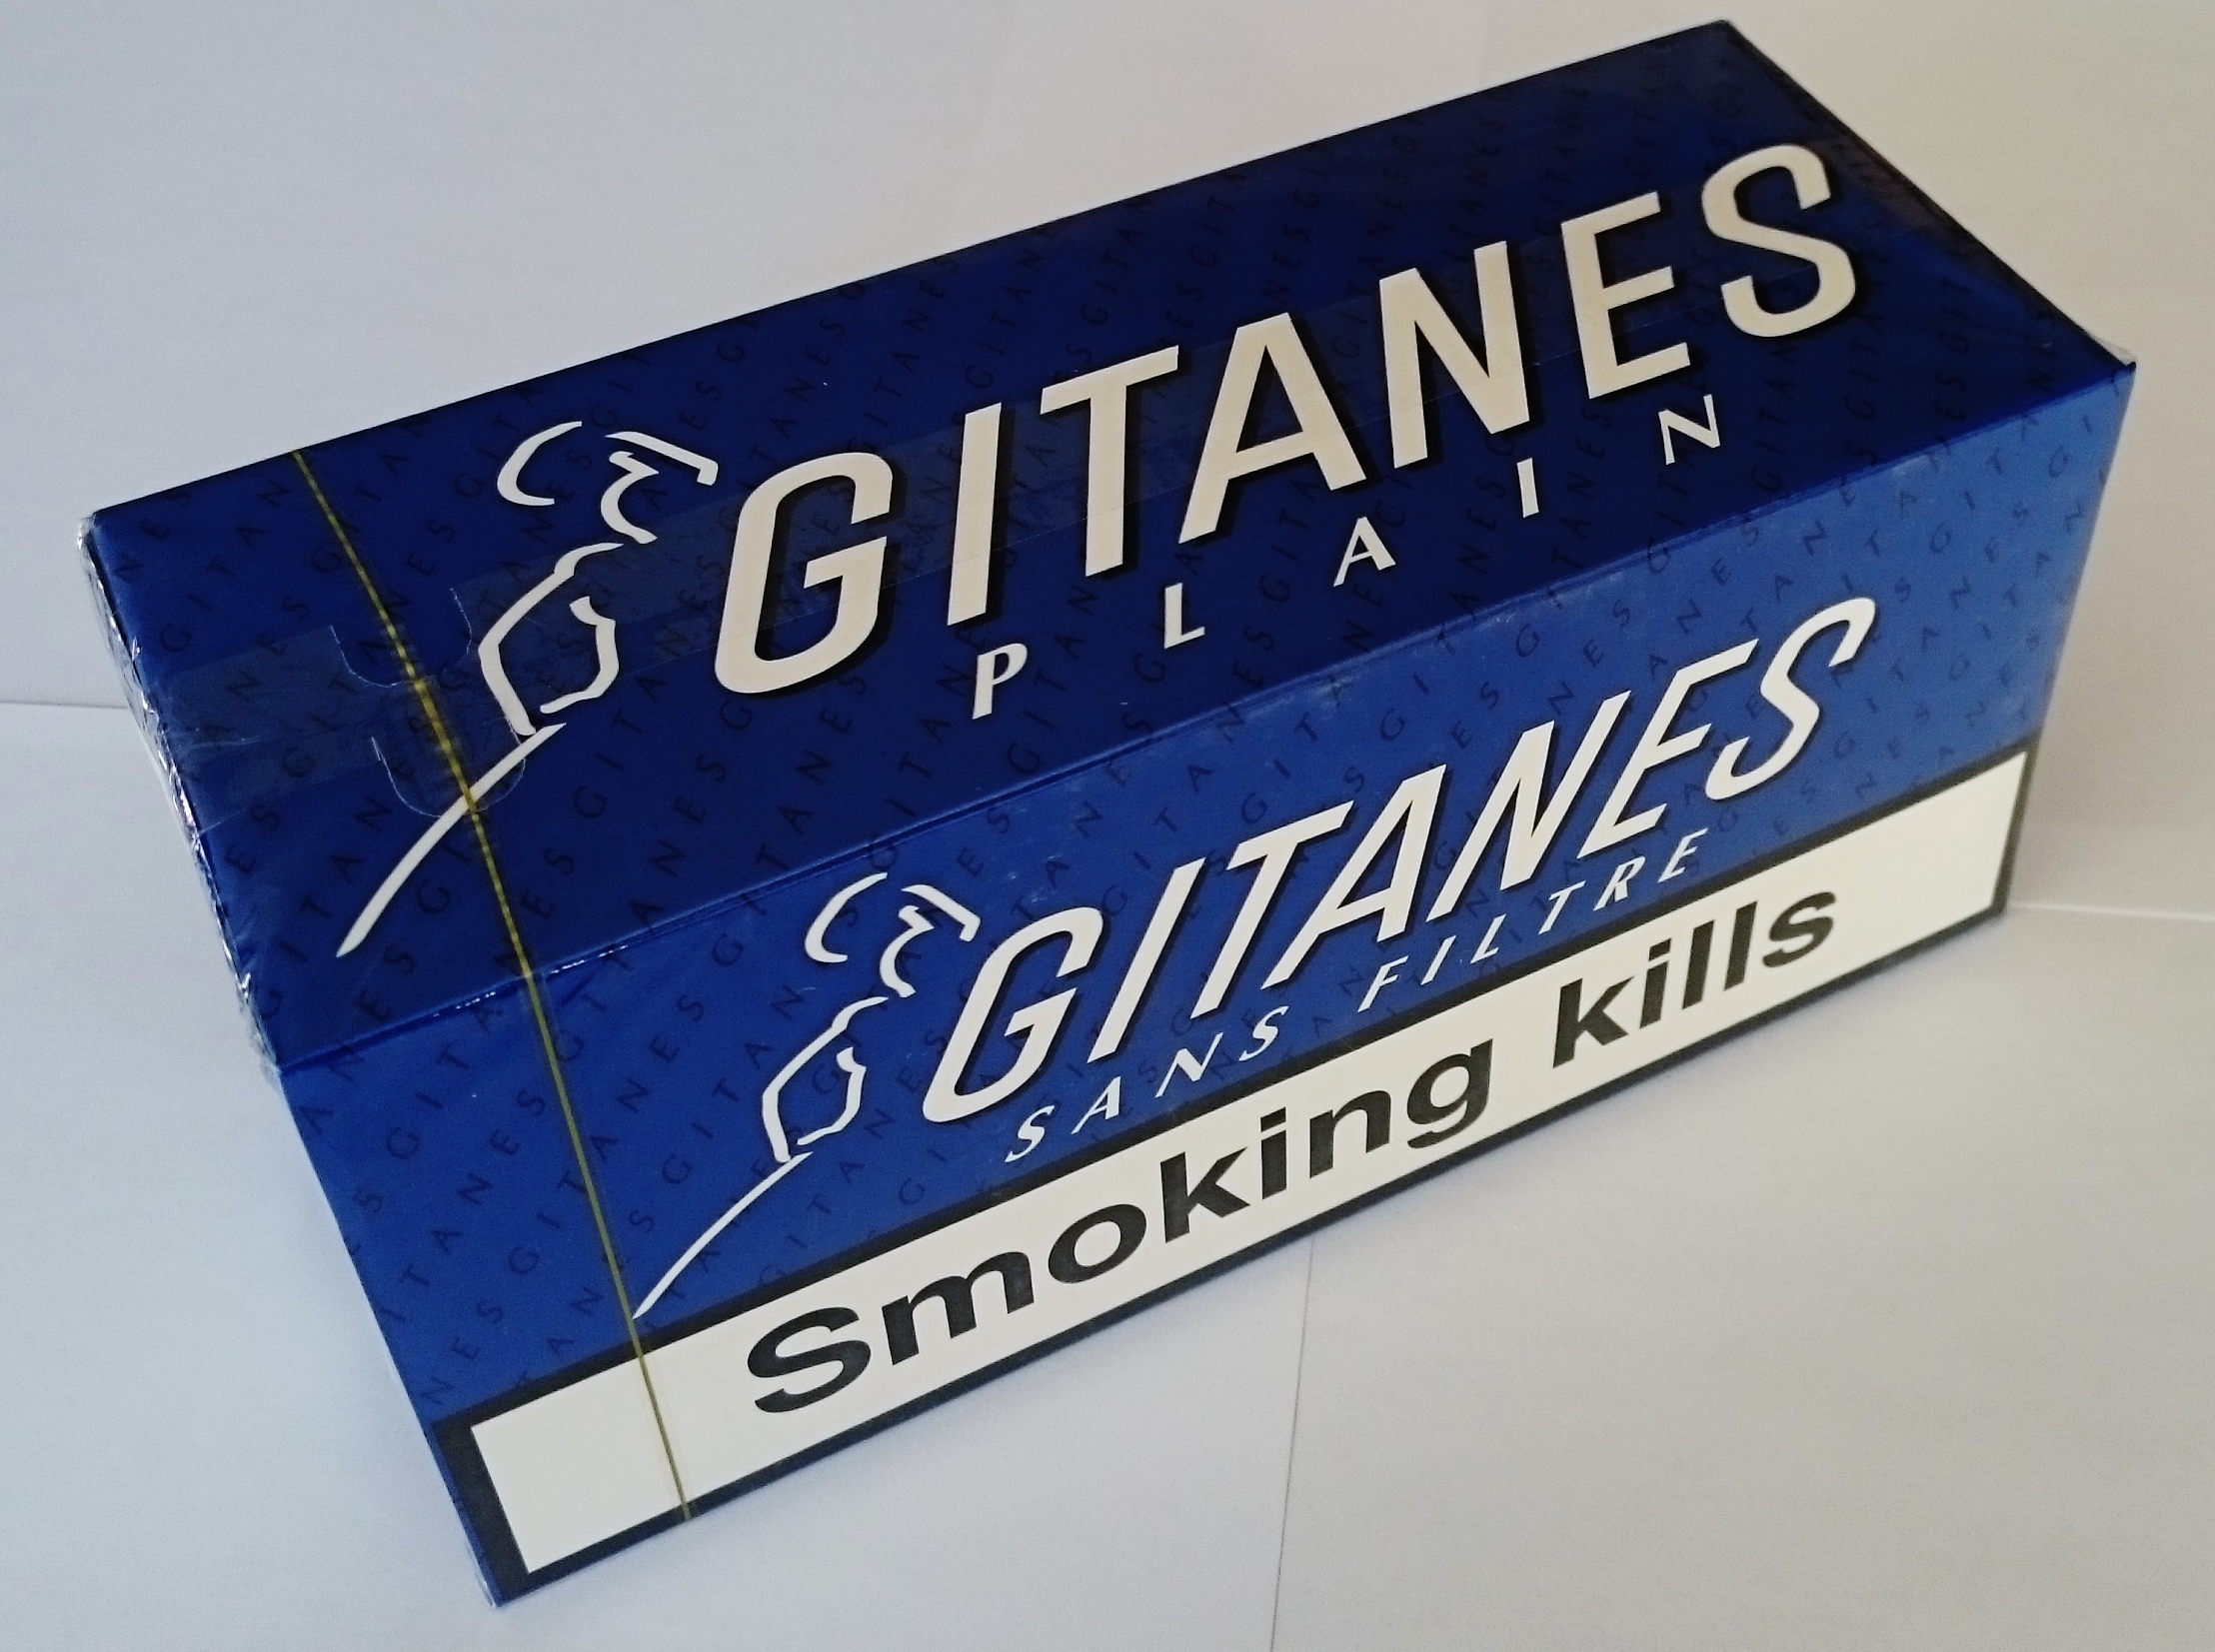 GITANES
PLAIN
GITANES
SANS FILTRE
Smoking kills